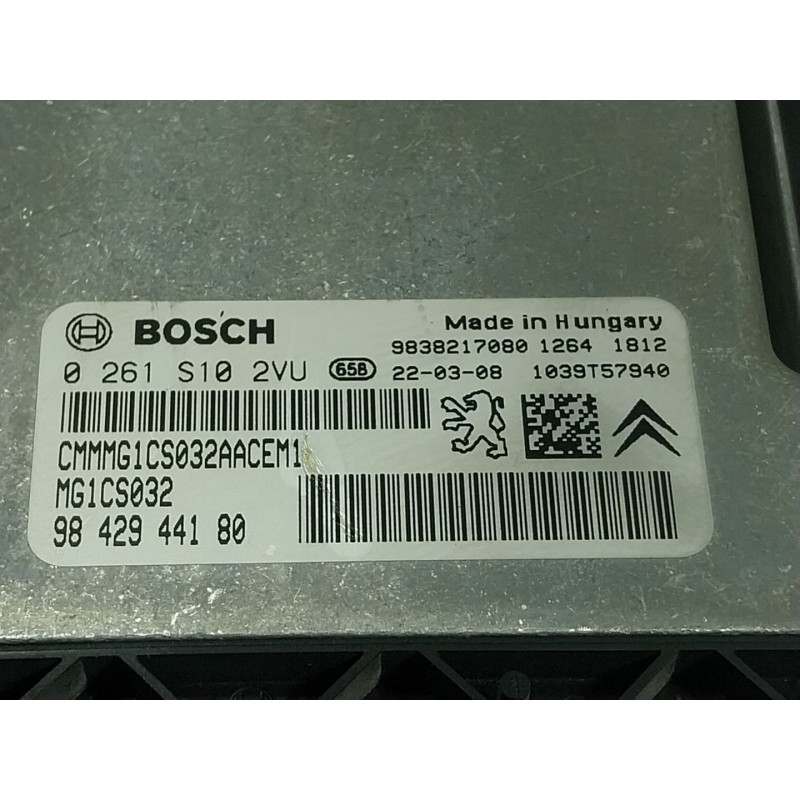 BOSCH
Made in Hungary
9838217080 1264 1812
0 261 S10 2VU 658 22-03-08 1039T57940
CMMMG1CS032AACEM1
MG1CS032
98 429 441 80